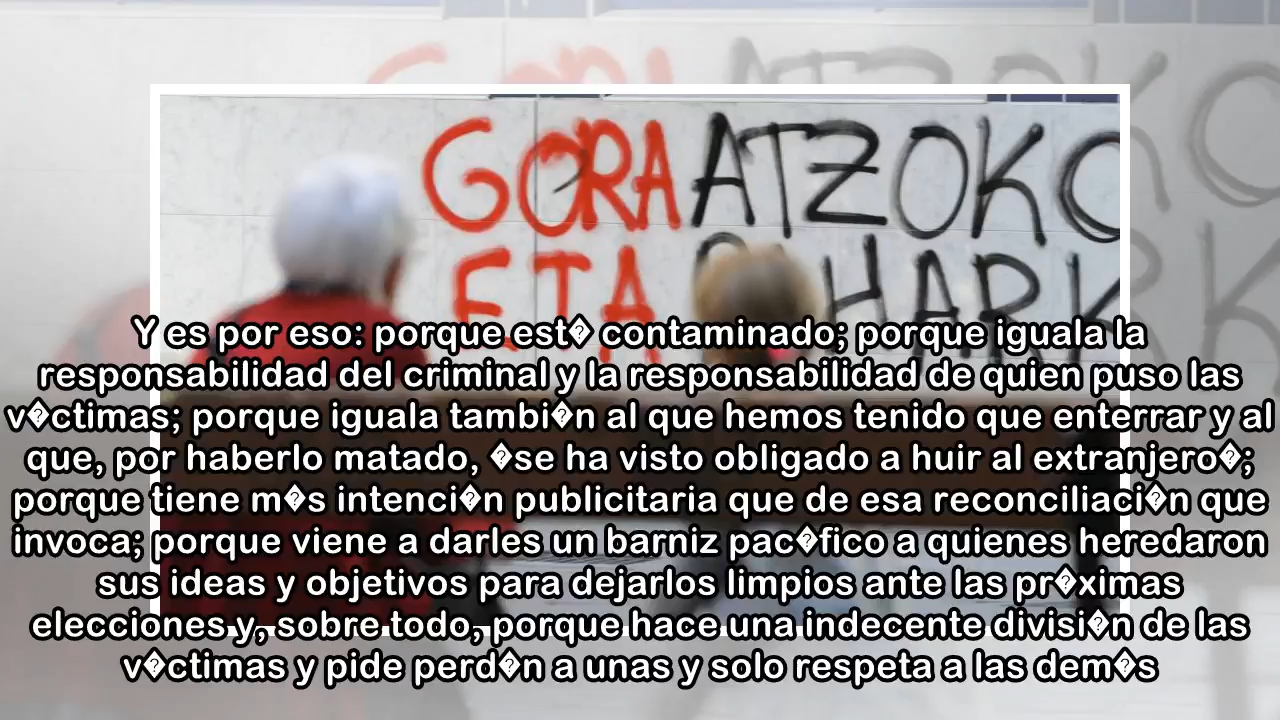 GORA ATZOKO
ETA
Y es por eso: porque est� contaminado; porque iguala la
responsabilidad del criminal y la responsabilidad de quien puso las
v�ctimas; porque iguala tambi�n al que hemos tenido que enterrar y al
que, por haberlo matado, �se ha visto obligado a huir al extranjero�;
porque tiene m�s intenci�n publicitaria que de esa reconciliaci�n que
invoca; porque viene a darles un barniz pac�fico a quienes heredaron
sus ideas y objetivos para dejarlos limpios ante las pr�ximas
elecciones y, sobre todo, porque hace una indecente divisi�n de las
v�ctimas y pide perd�n a unas y solo respeta a las dem�s